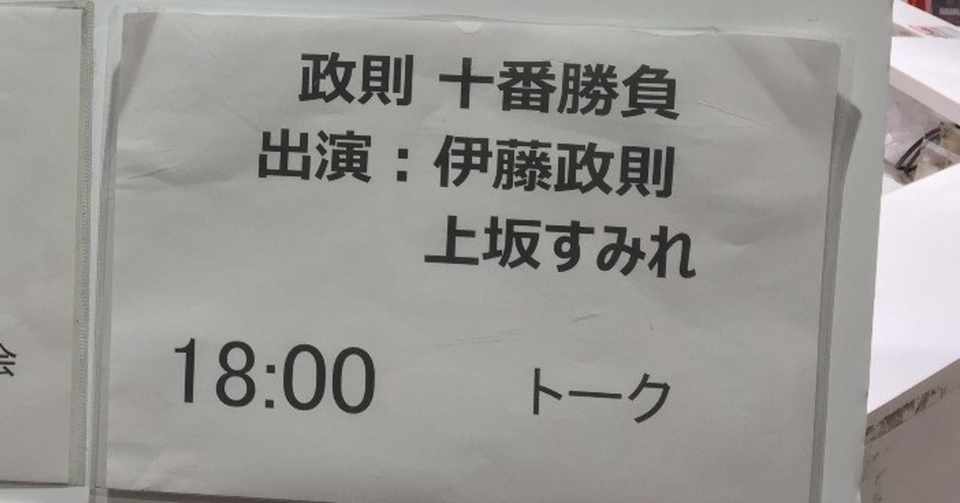 政則 十番勝負
出演：伊藤政則
上坂すみれ
18:00 トーク